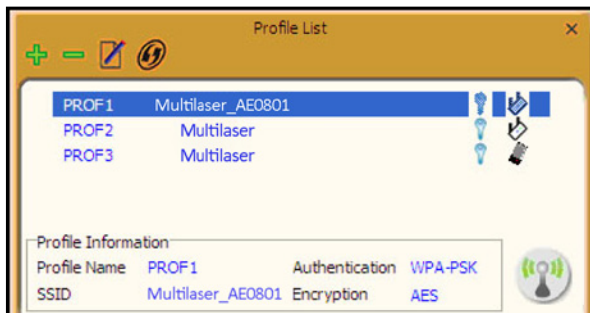 Profile List
PROF1 Multilaser_AE0801
PROF2 Multilaser
PROF3 Multilaser
Profile Information
Profile Name PROF1 Authentication WPA-PSK
SSID Multilaser_AE0801 Encryption AES